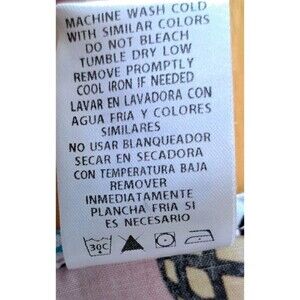 MACHINE WASH COLD
WITH SIMILAR COLORS
DO NOT BLEACH
TUMBLE DRY LOW
REMOVE PROMPTLY
COOL IRON IF NEEDED
LAVAR EN LAVADORA CON
AGUA FRIA Y COLORES
SIMILARES
NO USAR BLANQUEADOR
SECAR EN SECADORA
CON TEMPERATURA BAJA
REMOVER
INMEDIATAMENTE
PLANCHA FRIA SI
ES NECESARIO
30C